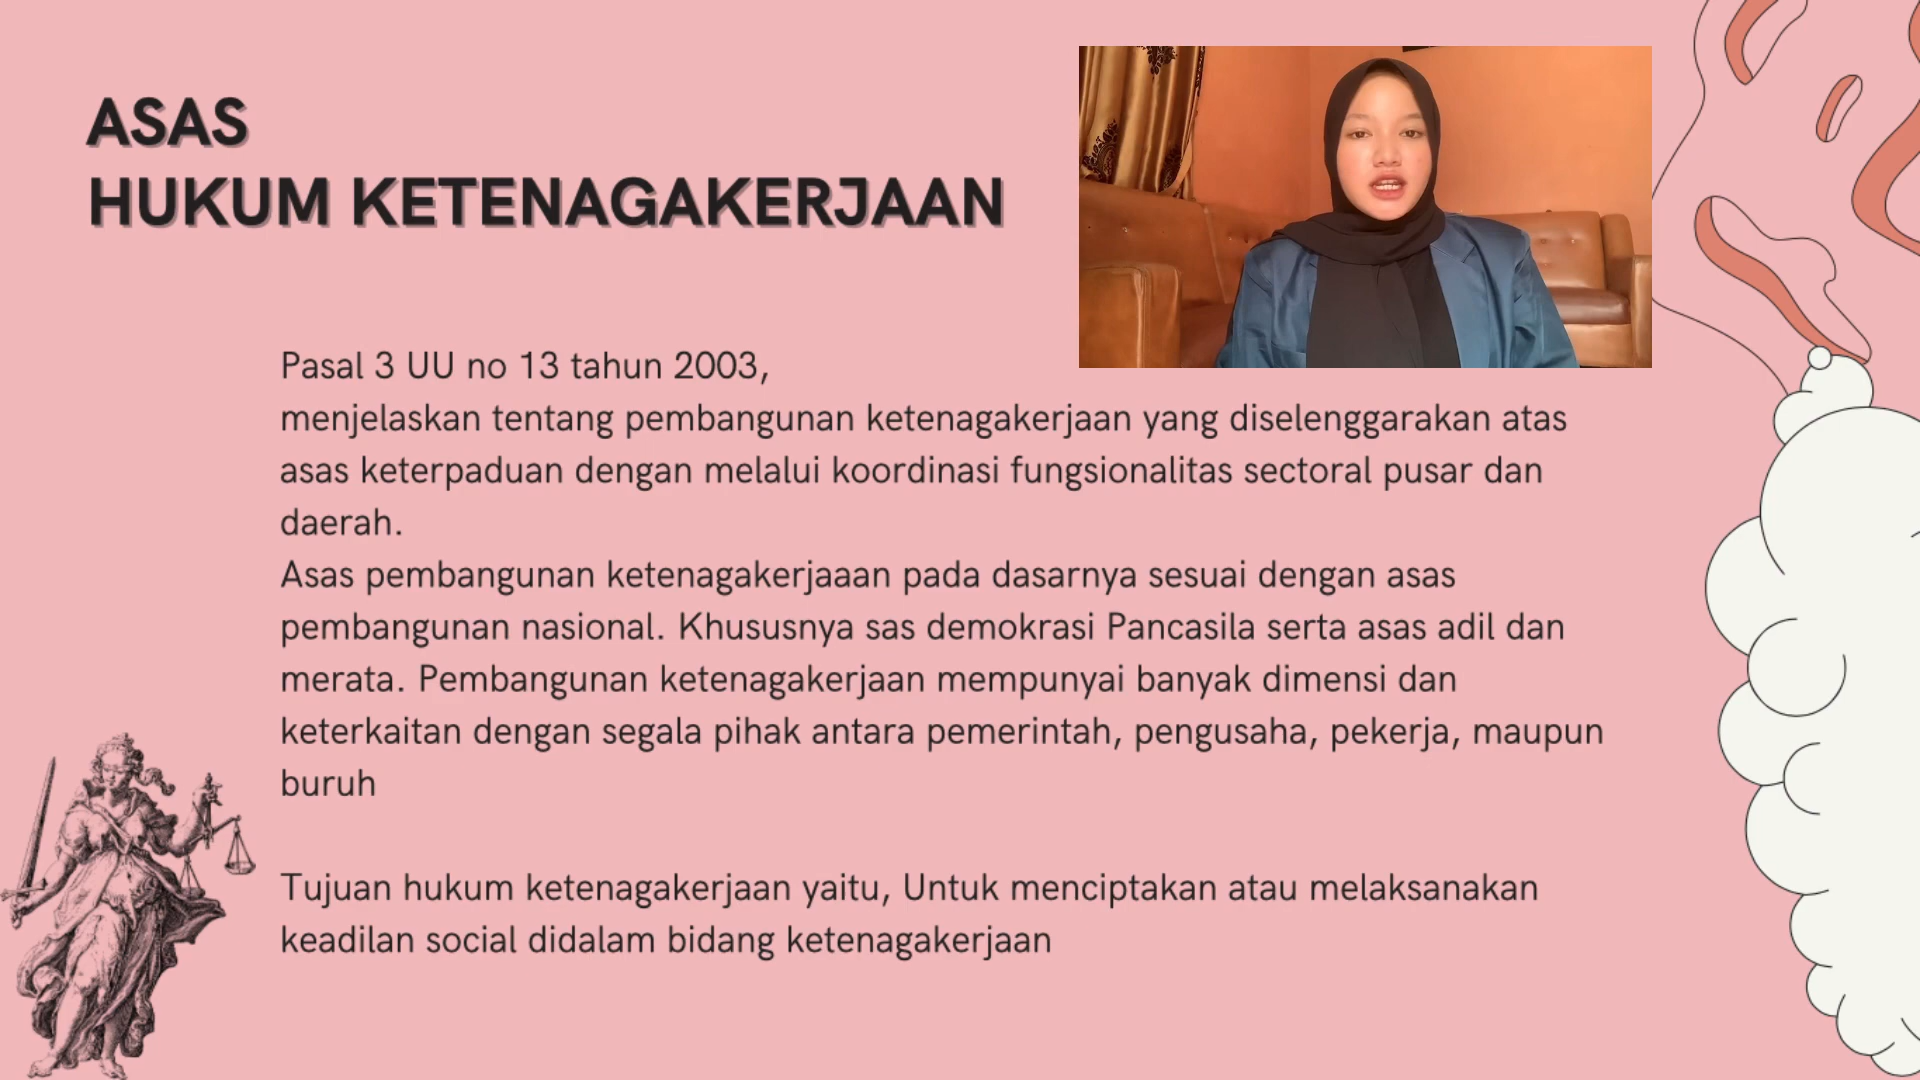 ASAS
HUKUM KETENAGAKERJAAN
Pasal 3 UU no 13 tahun 2003,
menjelaskan tentang pembangunan ketenagakerjaan yang diselenggarakan atas
asas keterpaduan dengan melalui koordinasi fungsionalitas sectoral pusar dan
daerah.
Asas pembangunan ketenagakerjaaan pada dasarnya sesuai dengan asas
pembangunan nasional. Khususnya sas demokrasi Pancasila serta asas adil dan
merata. Pembangunan ketenagakerjaan mempunyai banyak dimensi dan
keterkaitan dengan segala pihak antara pemerintah, pengusaha, pekerja, maupun
buruh
Tujuan hukum ketenagakerjaan yaitu, Untuk menciptakan atau melaksanakan
keadilan social didalam bidang ketenagakerjaan